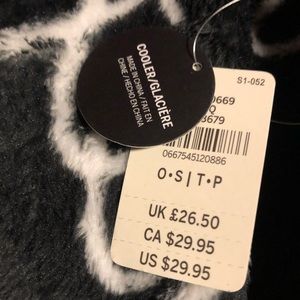 COOLER/GLACIÈRE
MADE IN CHINA / FAIT EN
CHINE / HECHO EN CHINA
S1-052
0669
O
3679
0667545120886
O•S|T•P
UK £26.50
CA $29.95
US $29.95